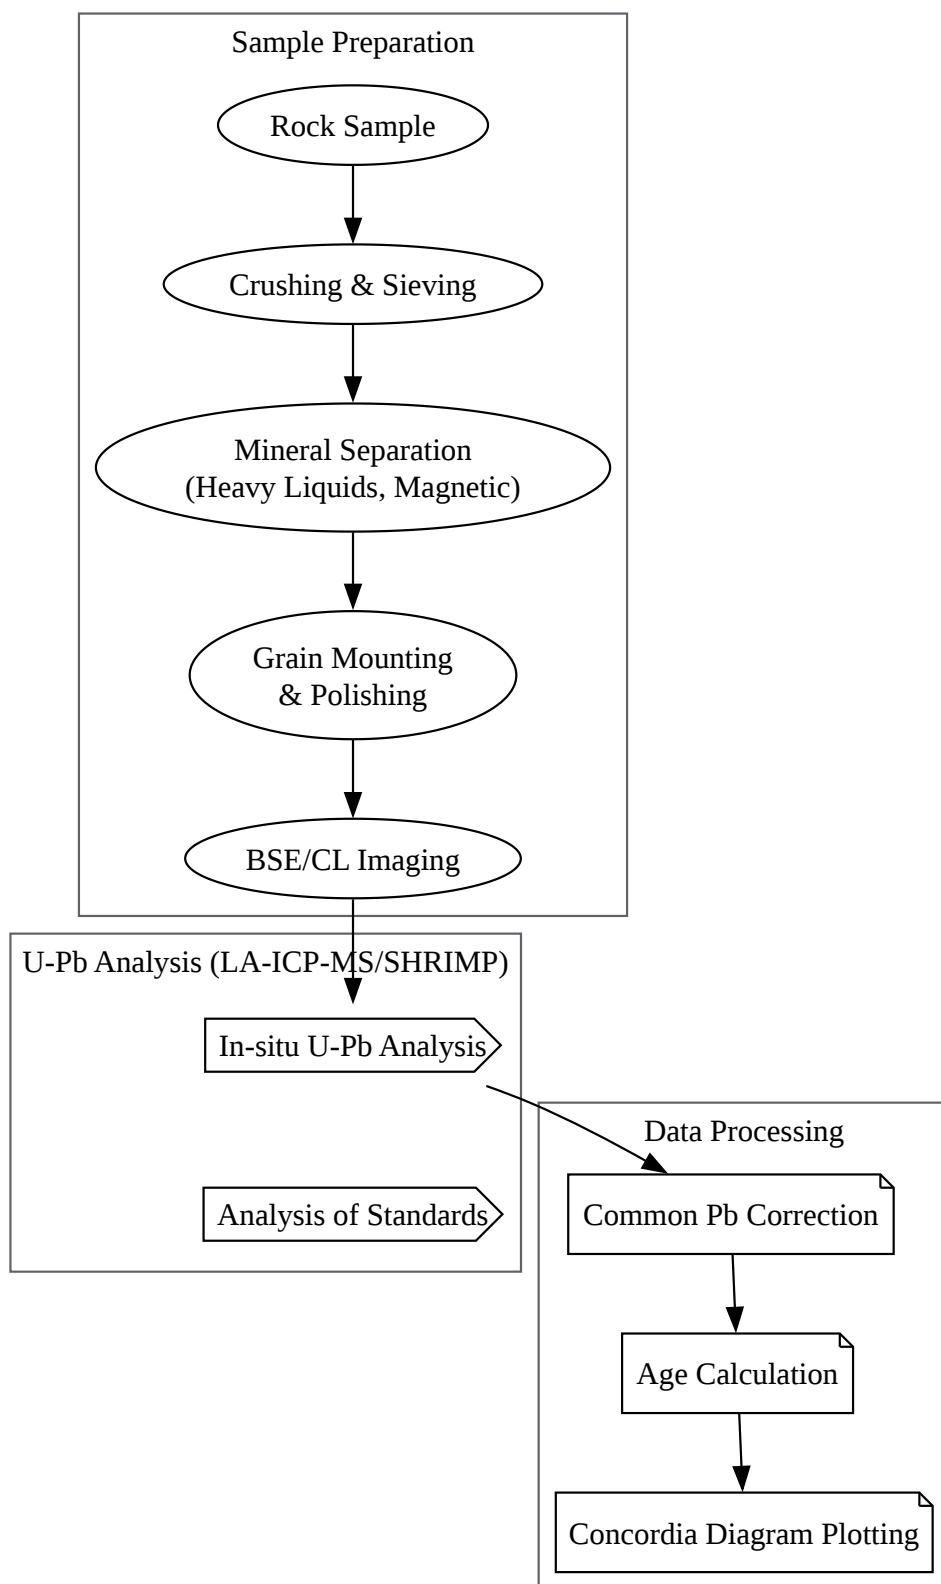 Sample Preparation
Rock Sample
Crushing & Sieving
Mineral Separation
(Heavy Liquids, Magnetic)
Grain Mounting
& Polishing
BSE/CL Imaging
U-Pb Analysis (LA-ICP-MS/SHRIMP)
In-situ U-Pb Analysis
Analysis of Standards
Data Processing
Common Pb Correction
Age Calculation
Concordia Diagram Plotting